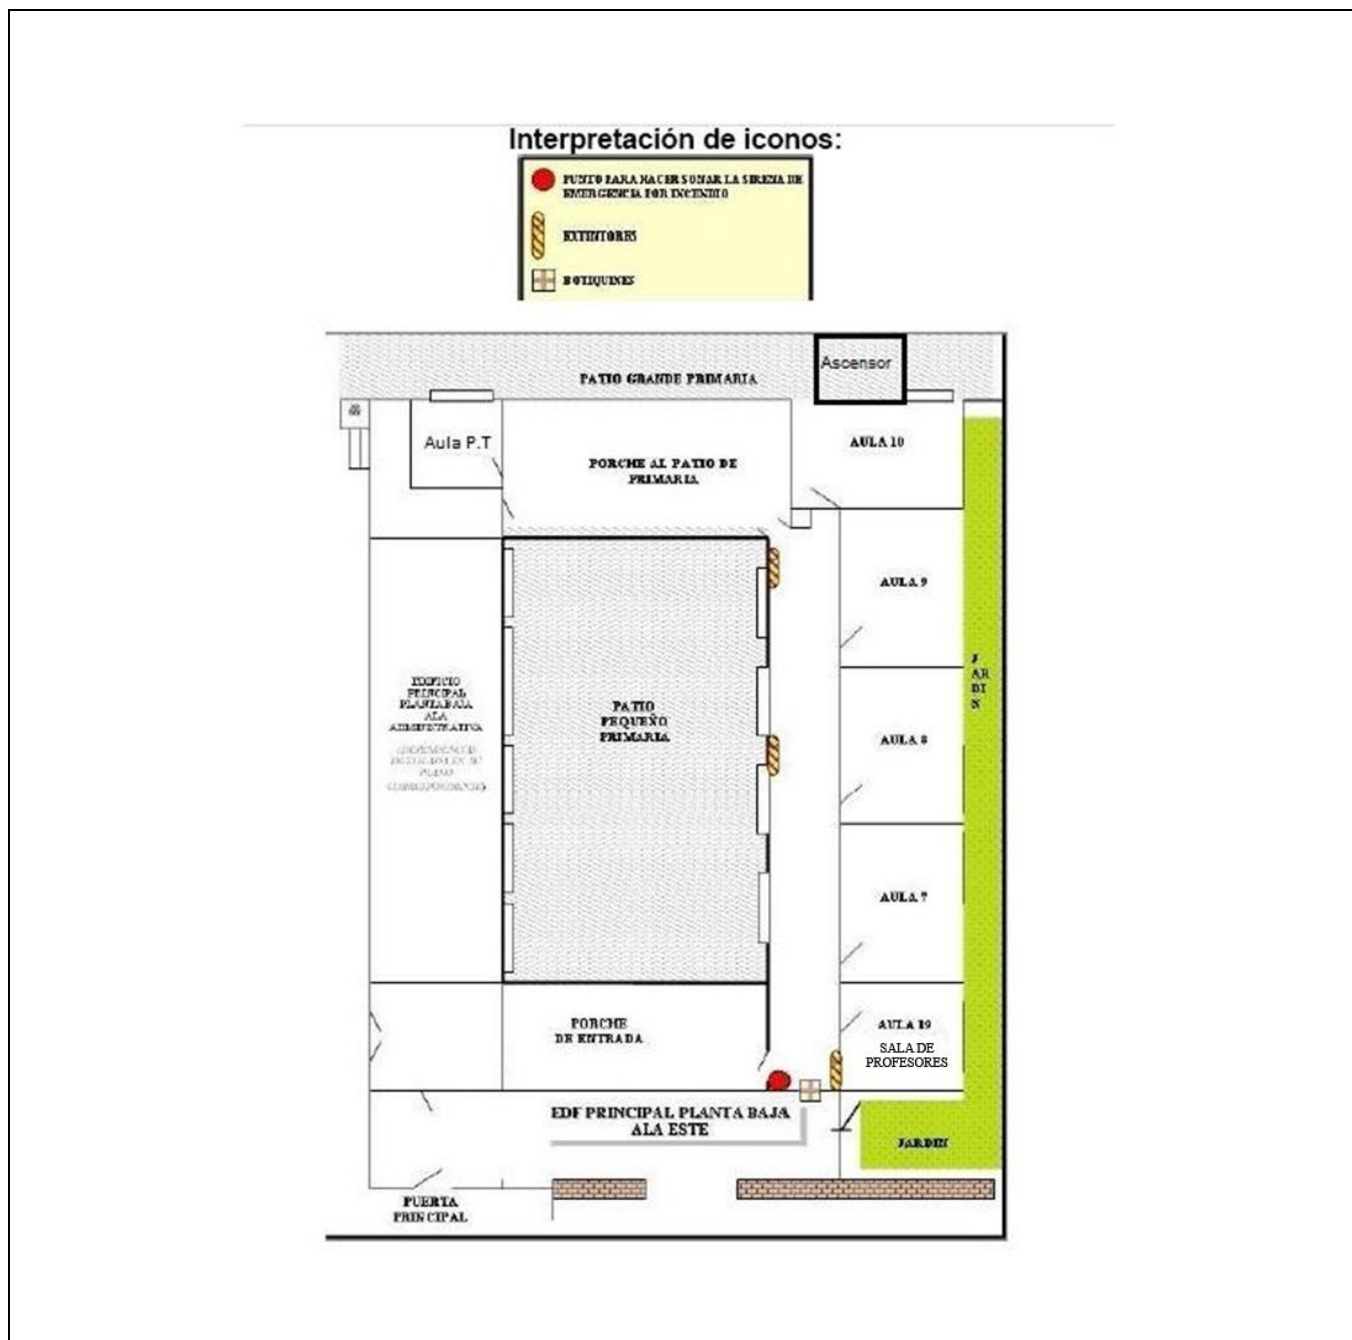 Interpretación de iconos:
PUNTO PARA HACER SONAR LA SIRENA DE
EMERGENCIA POR INCENDIO
EXTINTORES
BOTIQUINES
Ascensor
PATIO GRANDE PRIMARIA
Aula P.T
AULA 10
PORCHE AL PATIO DE
PRIMARIA
AULA 9
EDIFICIO
PRINCIPAL
PLANTA BAJA
ALA
ADMINISTRATIVA
PATIO
PEQUEÑO
PRIMARIA
J
AR
DI
N
AULA 8
AULA 7
PORCHE
DE ENTRADA
AULA 19
SALA DE
PROFESORES
EDF PRINCIPAL PLANTA BAJA
ALA ESTE
JARDIN
PUERTA
PRINCIPAL